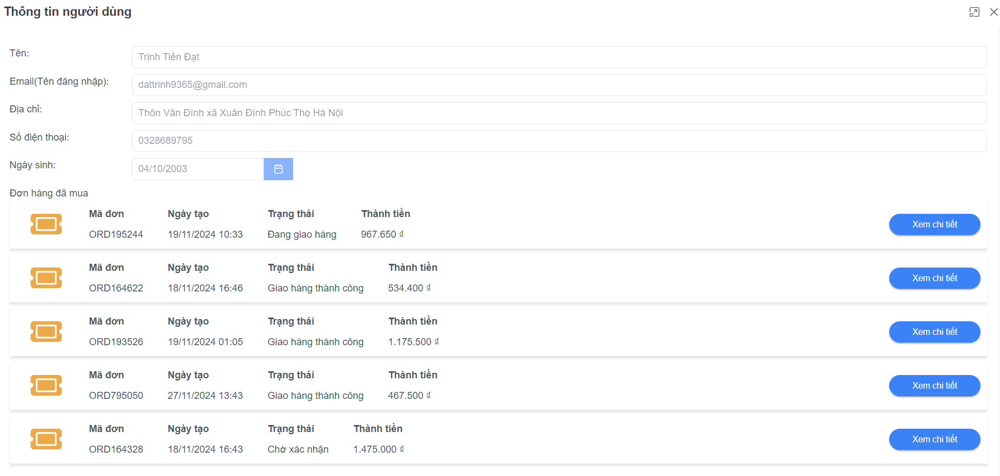 Thông tin người dùng
Tên:
Trịnh Tiến Đạt
Email(Tên đăng nhập):
dattrinh9365@gmail.com
Địa chỉ:
Thôn Vân Đình xã Xuân Đình Phúc Thọ Hà Nội
Số điện thoại:
0328689795
Ngày sinh:
04/10/2003
Đơn hàng đã mua
Mã đơn Ngày tạo Trạng thái Thành tiền
ORD195244 19/11/2024 10:33 Đang giao hàng 967.650 ₫
Xem chi tiết
Mã đơn Ngày tạo Trạng thái Thành tiền
ORD164622 18/11/2024 16:46 Giao hàng thành công 534.400 ₫
Xem chi tiết
Mã đơn Ngày tạo Trạng thái Thành tiền
ORD193526 19/11/2024 01:05 Giao hàng thành công 1.175.500 ₫
Xem chi tiết
Mã đơn Ngày tạo Trạng thái Thành tiền
ORD795050 27/11/2024 13:43 Giao hàng thành công 467.500 ₫
Xem chi tiết
Mã đơn Ngày tạo Trạng thái Thành tiền
ORD164328 18/11/2024 16:43 Chờ xác nhận 1.475.000 ₫
Xem chi tiết